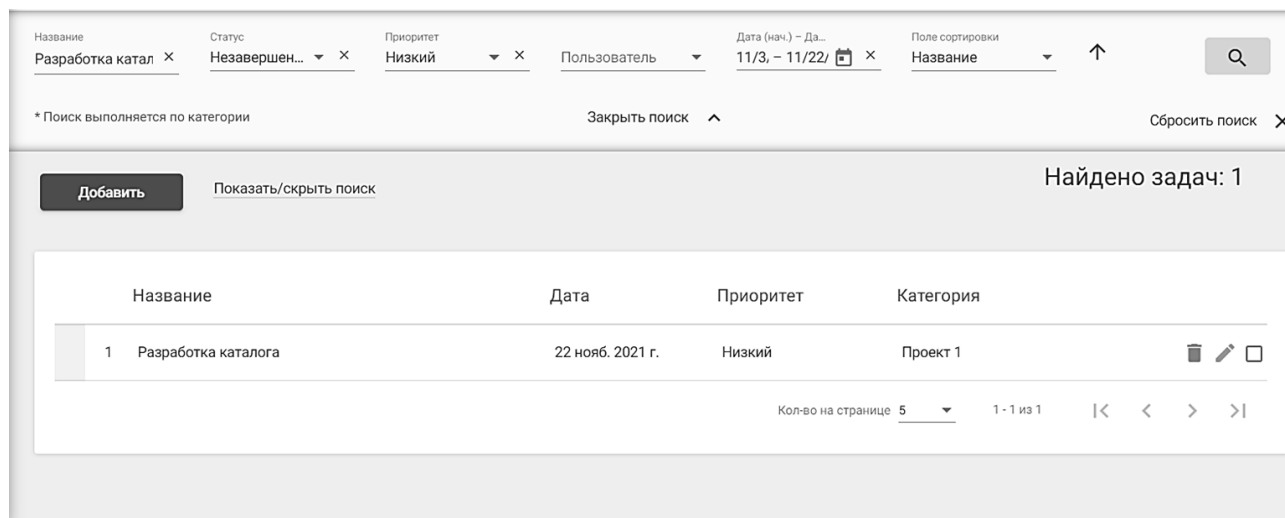 Название Статус Приоритет Дата (нач.) – Да... Поле сортировки
Разработка катал Незавершен... Низкий Пользователь 11/3, – 11/22/ Название
* Поиск выполняется по категории Закрыть поиск Сбросить поиск
Добавить Показать/скрыть поиск Найдено задач: 1
Название Дата Приоритет Категория
1 Разработка каталога 22 нояб. 2021 г. Низкий Проект 1
Кол-во на странице 5 1 - 1 из 1